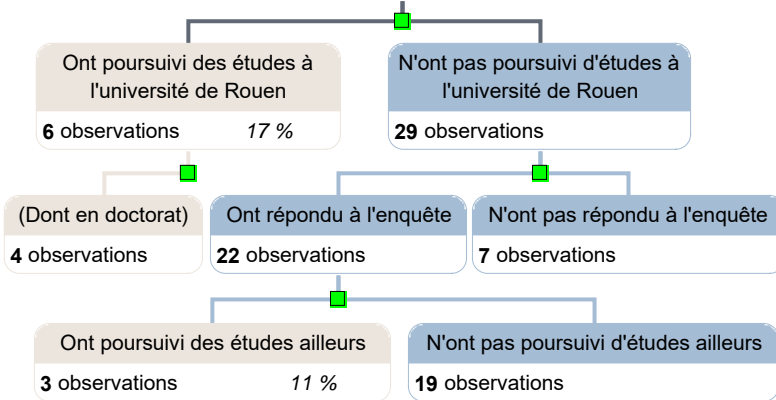 Ont poursuivi des études à
l'université de Rouen
6 observations 17 %
N'ont pas poursuivi d'études à
l'université de Rouen
29 observations
(Dont en doctorat)
4 observations
Ont répondu à l'enquête
22 observations
N'ont pas répondu à l'enquête
7 observations
Ont poursuivi des études ailleurs
3 observations 11 %
N'ont pas poursuivi d'études ailleurs
19 observations